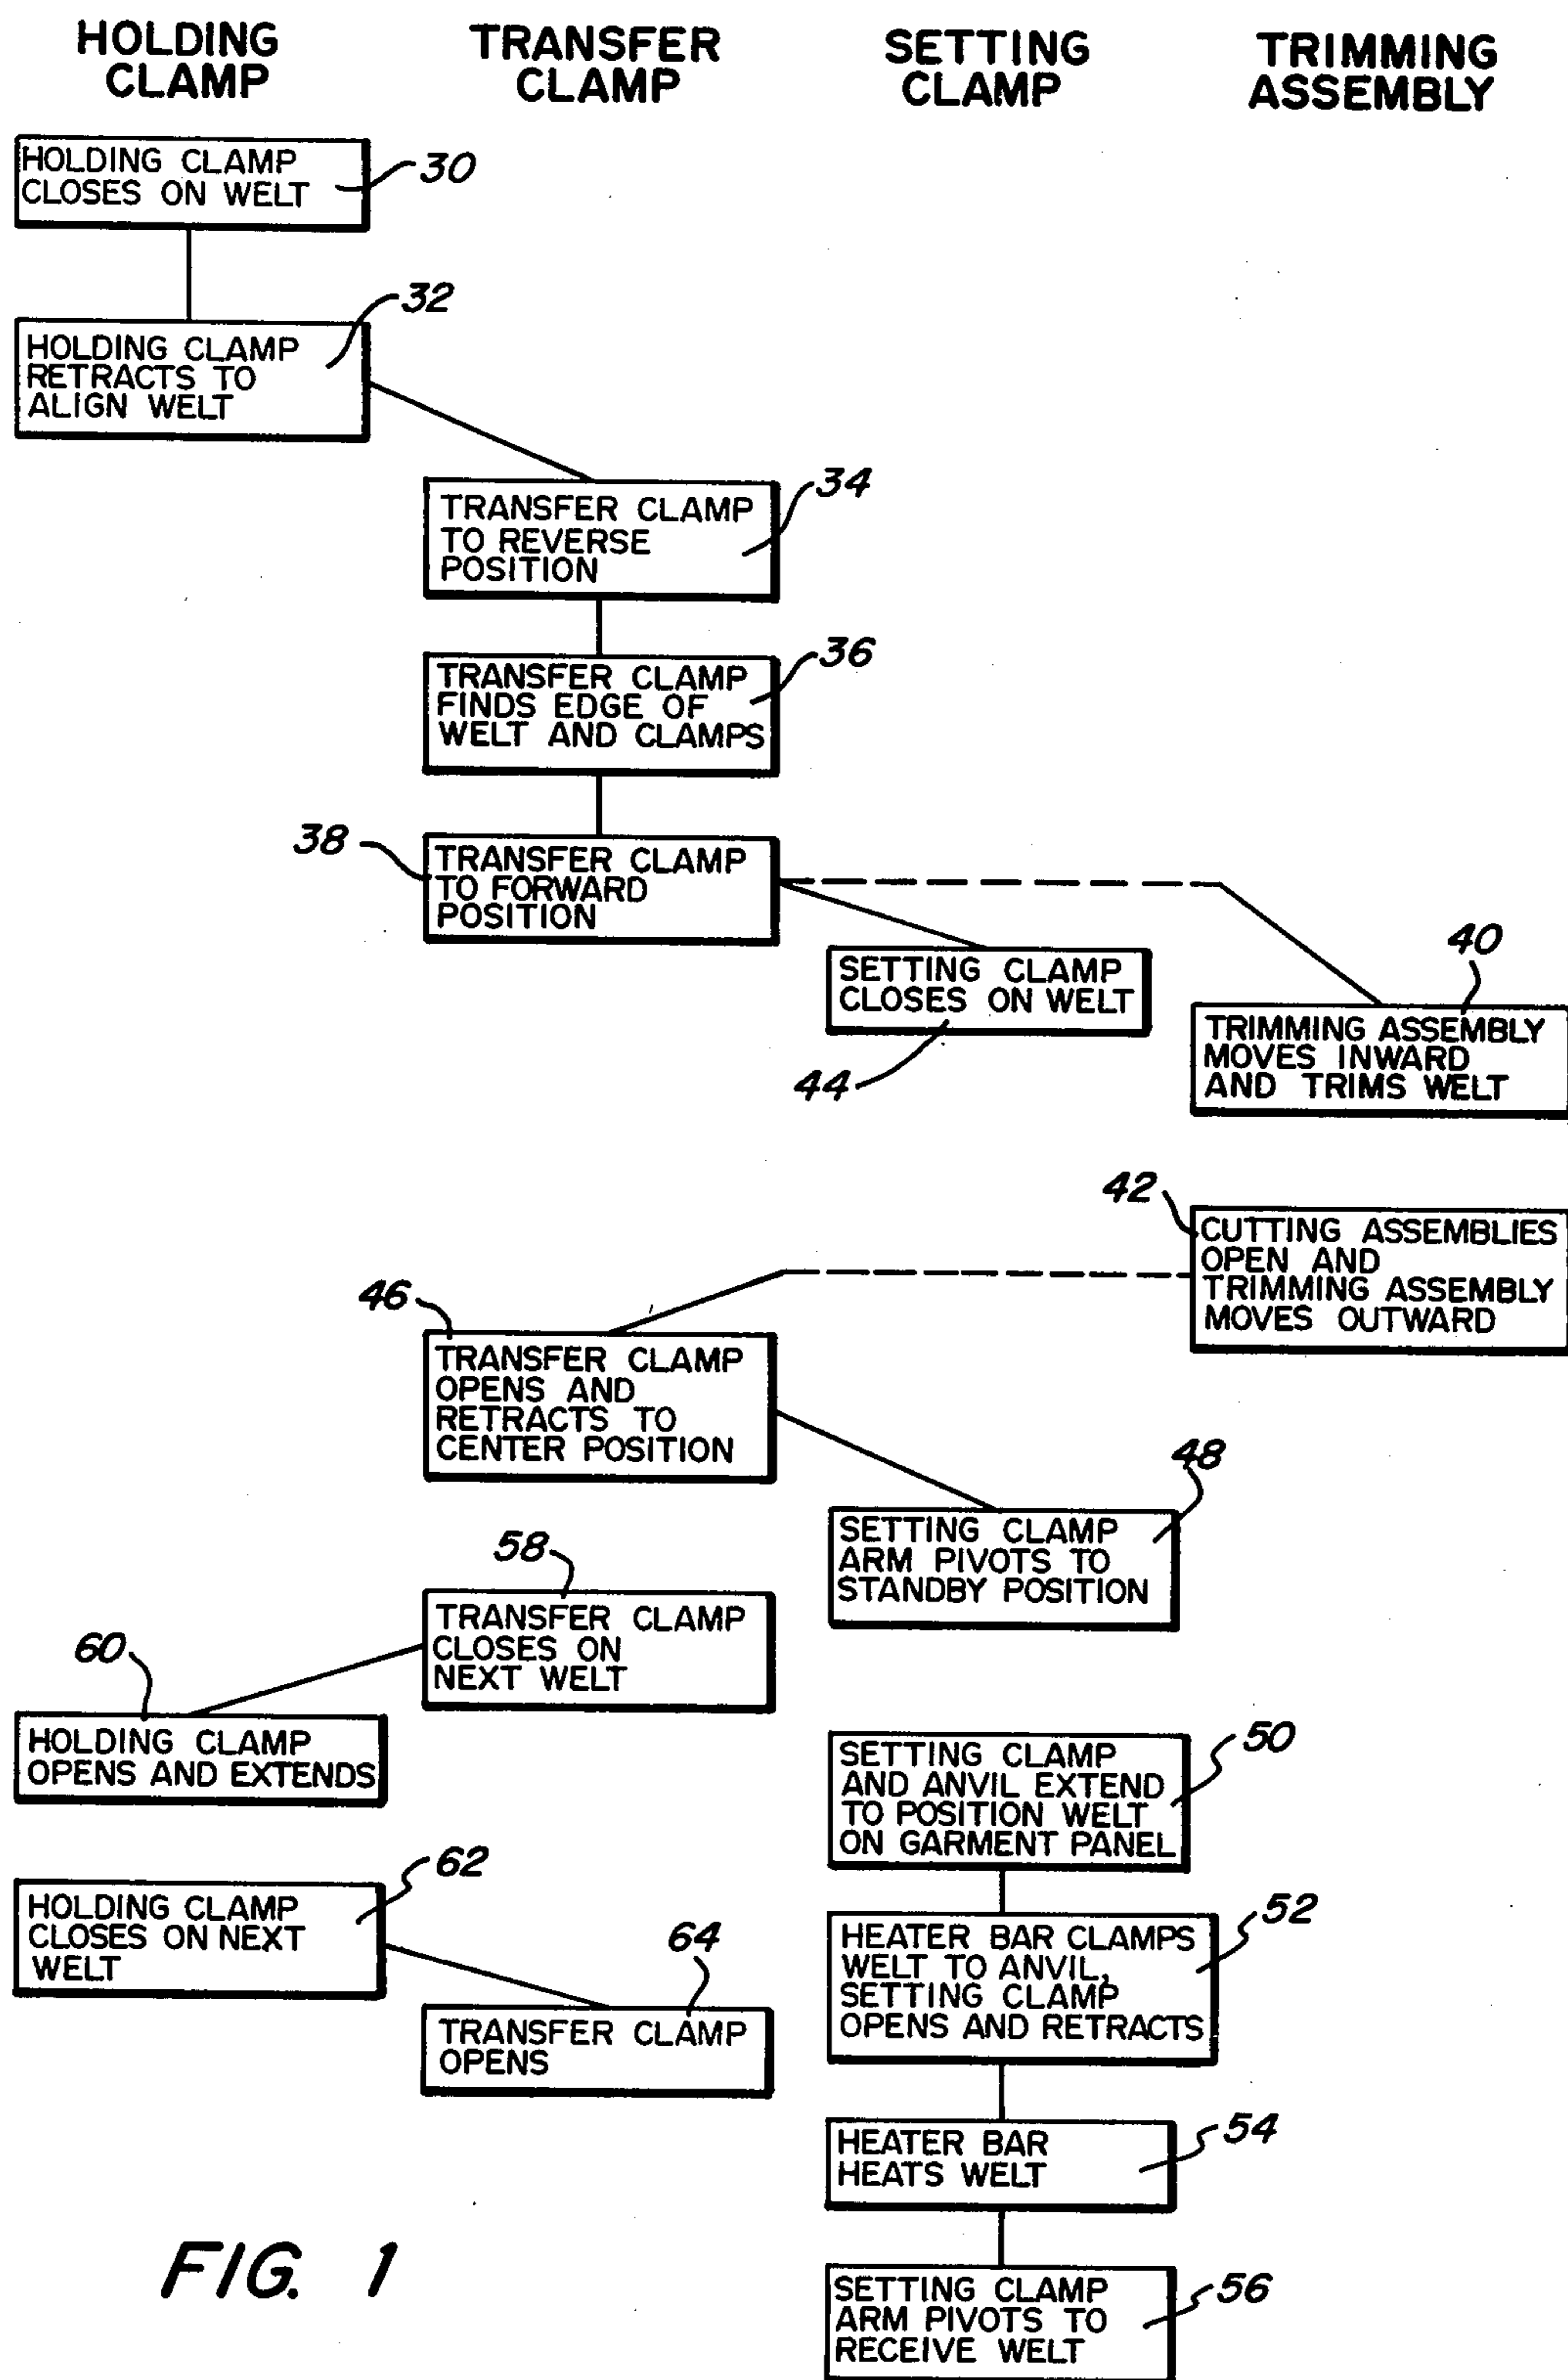 HOLDING
CLAMP
TRANSFER
CLAMP
SETTING
CLAMP
TRIMMING
ASSEMBLY
HOLDING CLAMP
CLOSES ON WELT
30
32
HOLDING CLAMP
RETRACTS TO
ALIGN WELT
34
TRANSFER CLAMP
TO REVERSE
POSITION
36
TRANSFER CLAMP
FINDS EDGE OF
WELT AND CLAMPS
38
TRANSFER CLAMP
TO FORWARD
POSITION
SETTING CLAMP
CLOSES ON WELT
44
40
TRIMMING ASSEMBLY
MOVES INWARD
AND TRIMS WELT
42
CUTTING ASSEMBLIES
OPEN AND
TRIMMING ASSEMBLY
MOVES OUTWARD
46
TRANSFER CLAMP
OPENS AND
RETRACTS TO
CENTER POSITION
48
SETTING CLAMP
ARM PIVOTS TO
STANDBY POSITION
58
TRANSFER CLAMP
CLOSES ON
NEXT WELT
60
HOLDING CLAMP
OPENS AND EXTENDS
50
SETTING CLAMP
AND ANVIL EXTEND
TO POSITION WELT
ON GARMENT PANEL
62
HOLDING CLAMP
CLOSES ON NEXT
WELT
52
HEATER BAR CLAMPS
WELT TO ANVIL,
SETTING CLAMP
OPENS AND RETRACTS
64
TRANSFER CLAMP
OPENS
54
HEATER BAR
HEATS WELT
56
SETTING CLAMP
ARM PIVOTS TO
RECEIVE WELT
FIG. 1